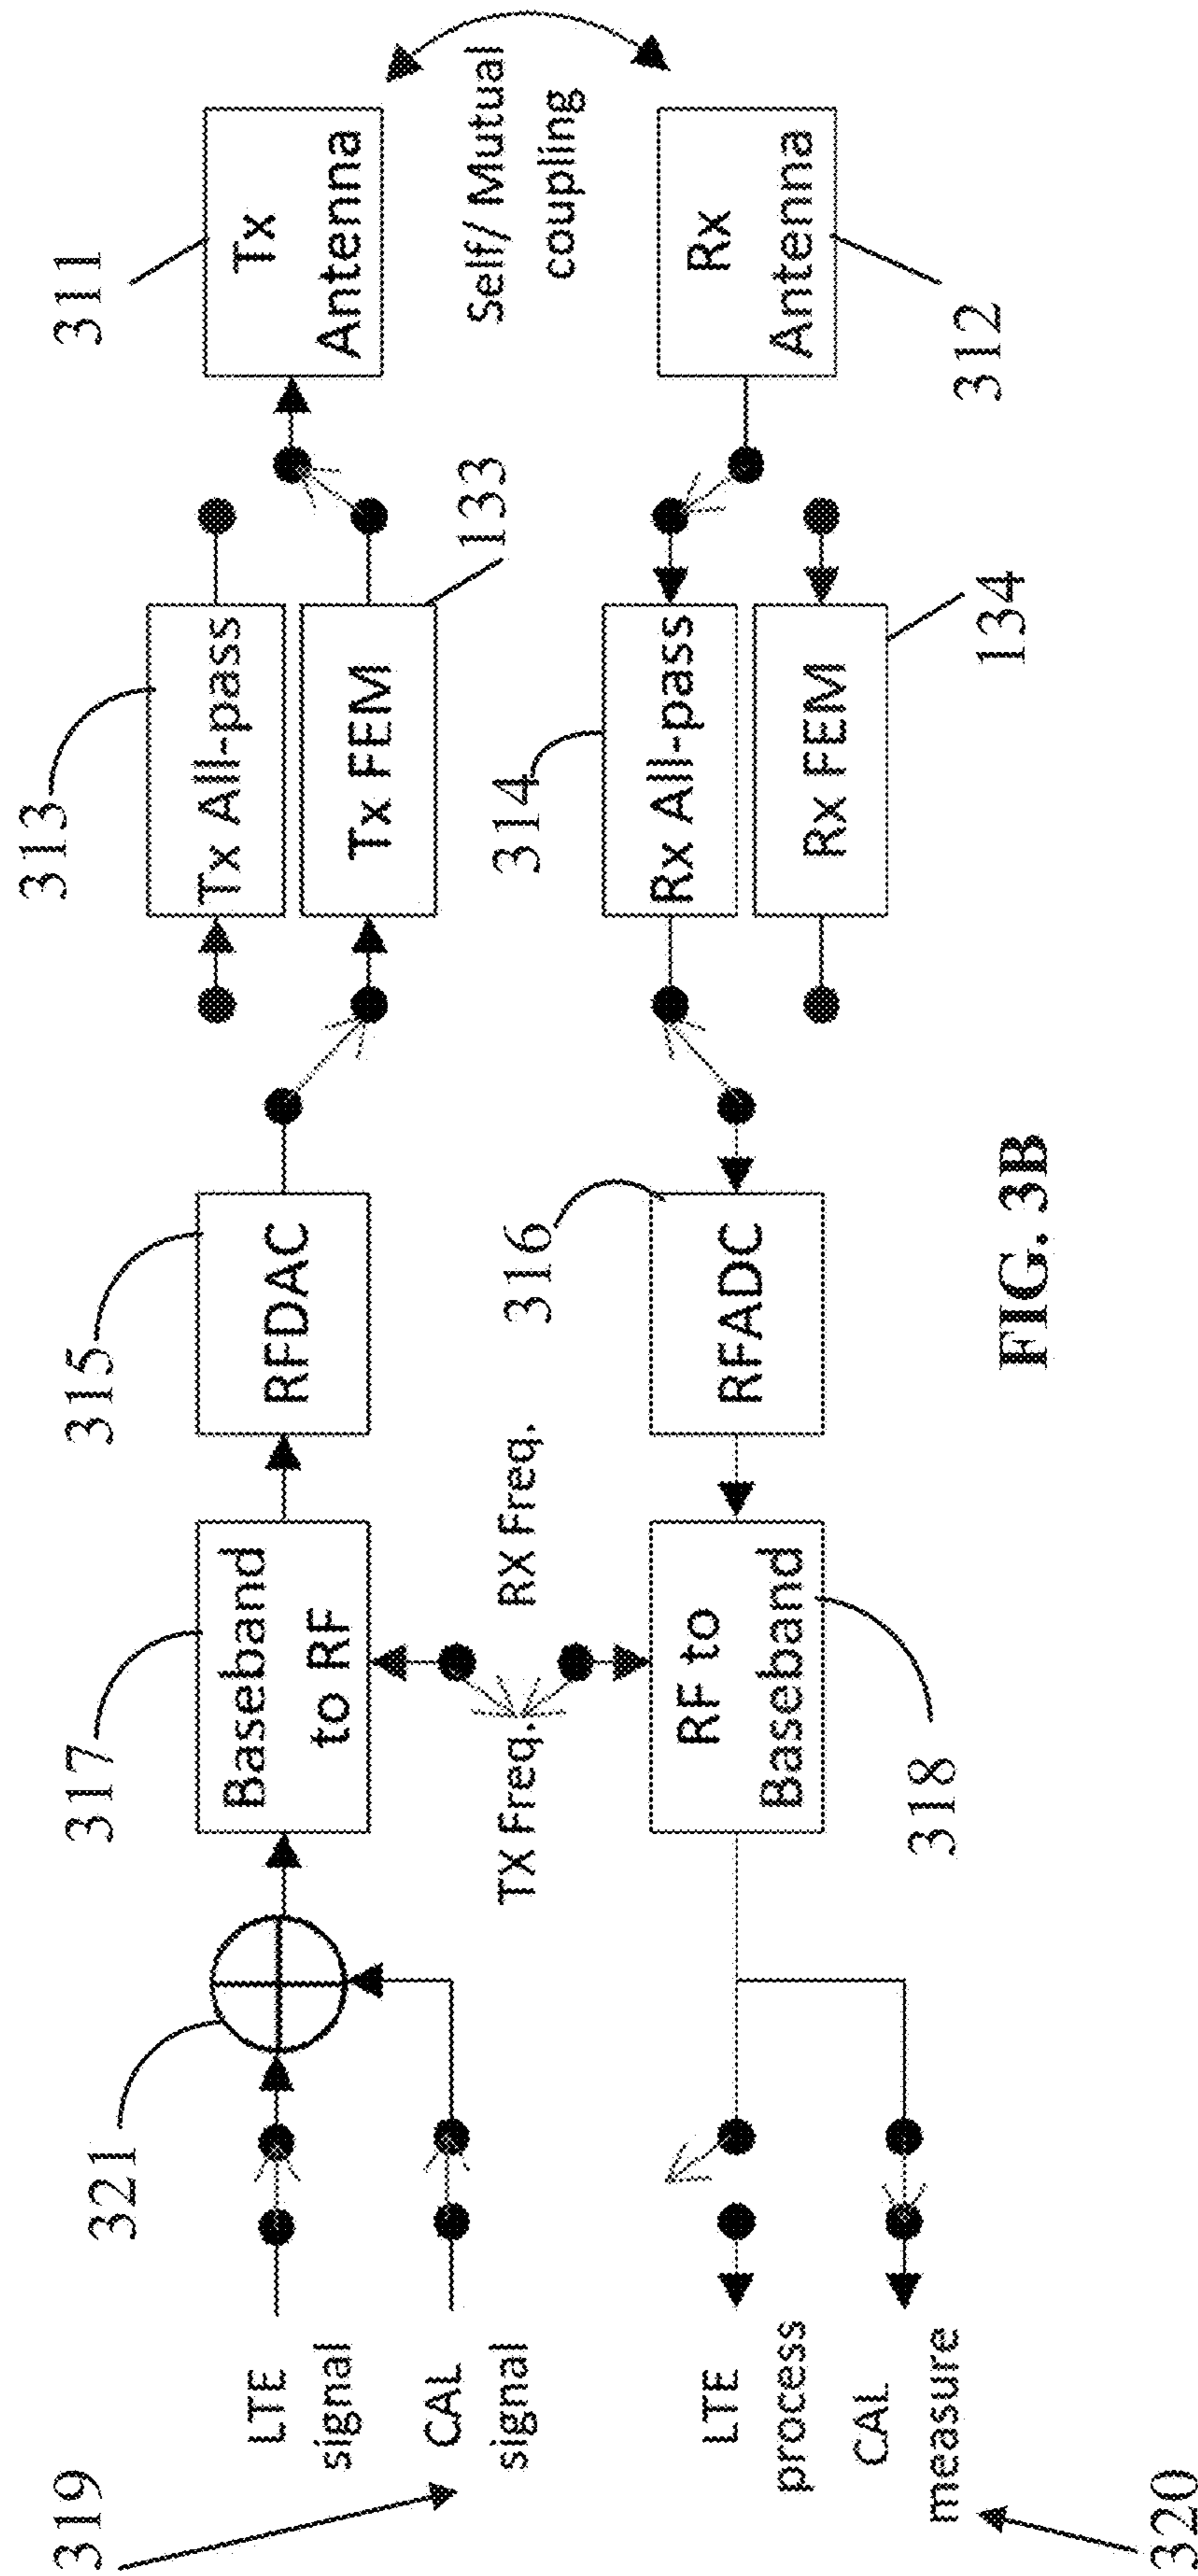 319
LTE
signal
CAL
signal
321
317
Baseband
to RF
315
RFDAC
313
Tx All-pass
Tx FEM
133
311
Tx
Antenna
Self/ Mutual
coupling
TX Freq.
RX Freq.
LTE
process
CAL
measure
320
RF to
Baseband
318
316
RFADC
314
Rx All-pass
Rx FEM
134
Rx
Antenna
312
FIG. 3B